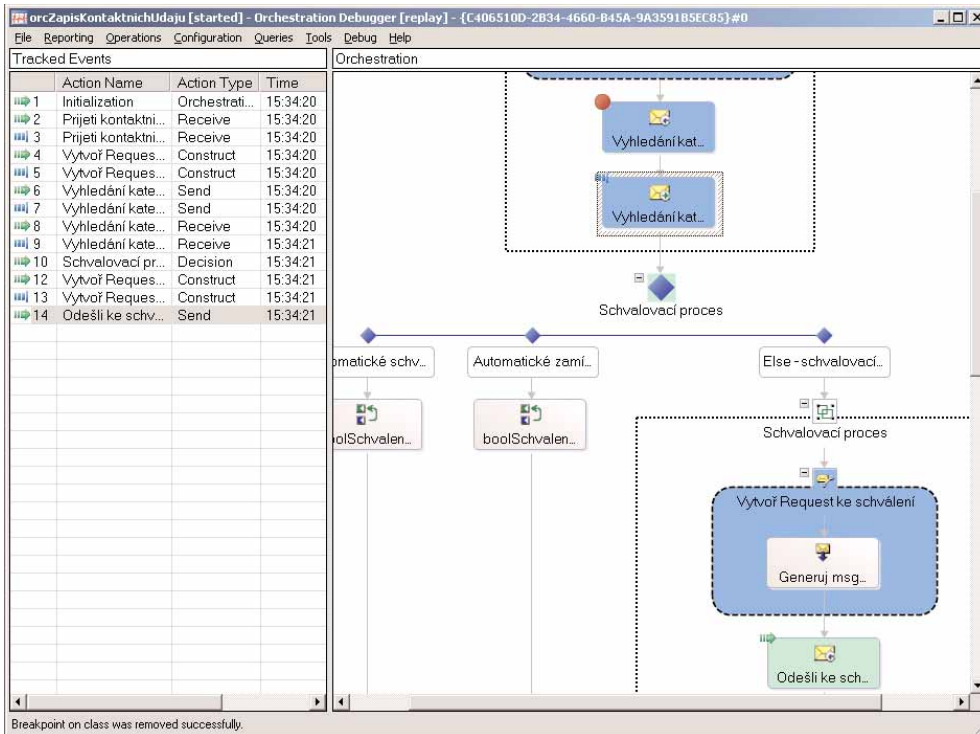 orcZapisKontaktnichUdaju [started] - Orchestration Debugger [replay] - {C406510D-2B34-4660-B45A-9A3591B5EC85}#0
File Reporting Operations Configuration Queries Tools Debug Help
Tracked Events
Action Name Action Type Time
1 Initialization Orchestrati... 15:34:20
2 Prijeti kontaktni... Receive 15:34:20
3 Prijeti kontaktni... Receive 15:34:20
4 Vytvoř Reques... Construct 15:34:20
5 Vytvoř Reques... Construct 15:34:20
6 Vyhledání kate... Send 15:34:20
7 Vyhledání kate... Send 15:34:20
8 Vyhledání kate... Receive 15:34:20
9 Vyhledání kate... Receive 15:34:21
10 Schvalovací pr... Decision 15:34:21
12 Vytvoř Reques... Construct 15:34:21
13 Vytvoř Reques... Construct 15:34:21
14 Odešli ke schv... Send 15:34:21
Orchestration
Vyhledání kat...
Vyhledání kat...
Schvalovací proces
omatické schv...
Automatické zamí...
Else - schvalovací...
oolSchvalen...
boolSchvalen...
Schvalovací proces
Vytvoř Request ke schválení
Generuj msg...
Odešli ke sch...
Breakpoint on class was removed successfully.